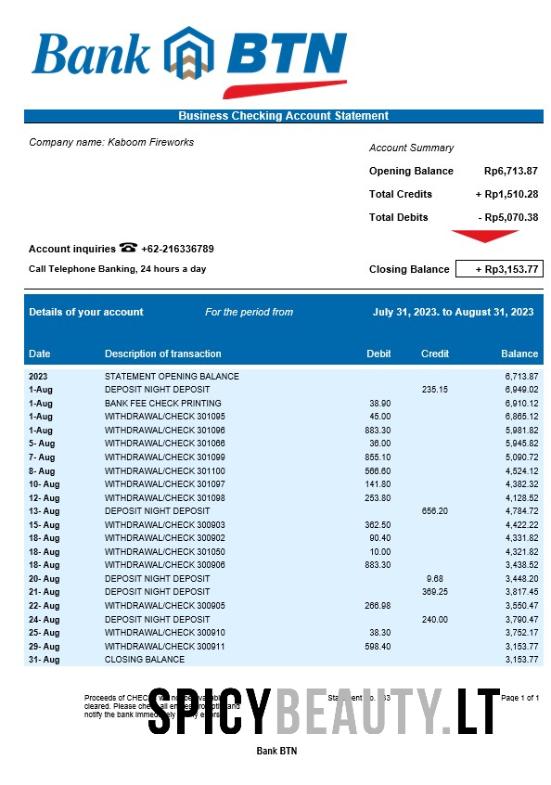 Bank BTN
Business Checking Account Statement
Company name: Kaboom Fireworks
Account Summary
Opening Balance Rp6,713.87
Total Credits + Rp1,510.28
Total Debits - Rp5,070.38
Account inquiries ☎ +62-216336789
Call Telephone Banking, 24 hours a day
Closing Balance + Rp3,153.77
Details of your account For the period from July 31, 2023. to August 31, 2023
Date Description of transaction Debit Credit Balance
2023 STATEMENT OPENING BALANCE 6,713.87
1-Aug DEPOSIT NIGHT DEPOSIT 235.15 6,949.02
1-Aug BANK FEE CHECK PRINTING 38.90 6,910.12
1-Aug WITHDRAWAL/CHECK 301095 45.00 6,865.12
1-Aug WITHDRAWAL/CHECK 301096 883.30 5,981.82
5- Aug WITHDRAWAL/CHECK 301066 36.00 5,945.82
7- Aug WITHDRAWAL/CHECK 301099 855.10 5,090.72
8- Aug WITHDRAWAL/CHECK 301100 566.60 4,524.12
10- Aug WITHDRAWAL/CHECK 301097 141.80 4,382.32
12- Aug WITHDRAWAL/CHECK 301098 253.80 4,128.52
13- Aug DEPOSIT NIGHT DEPOSIT 656.20 4,784.72
15- Aug WITHDRAWAL/CHECK 300903 362.50 4,422.22
18- Aug WITHDRAWAL/CHECK 300902 90.40 4,331.82
18- Aug WITHDRAWAL/CHECK 301050 10.00 4,321.82
18- Aug WITHDRAWAL/CHECK 300906 883.30 3,438.52
20- Aug DEPOSIT NIGHT DEPOSIT 9.68 3,448.20
21- Aug DEPOSIT NIGHT DEPOSIT 369.25 3,817.45
22- Aug WITHDRAWAL/CHECK 300905 266.98 3,550.47
24- Aug DEPOSIT NIGHT DEPOSIT 240.00 3,790.47
25- Aug WITHDRAWAL/CHECK 300910 38.30 3,752.17
29- Aug WITHDRAWAL/CHECK 300911 598.40 3,153.77
31- Aug CLOSING BALANCE 3,153.77
Proceeds of Page 1 of 1
cleared. Please
notify the bank
SPICYBEAUTY.LT
Bank BTN